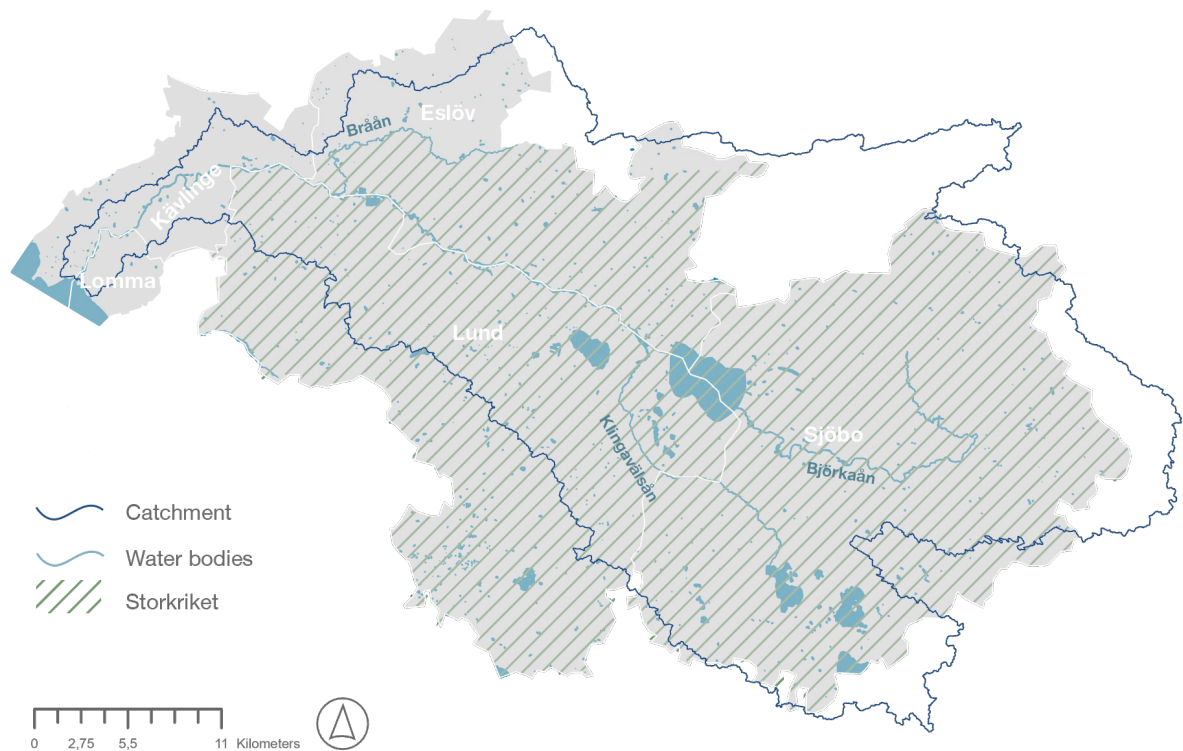 Eslöv
Bråån
Kävlinge
Lomma
Lund
Sjöbo
Klingavälsån
Björkaån
Catchment
Water bodies
Storkriket
0 2,75 5,5 11 Kilometers